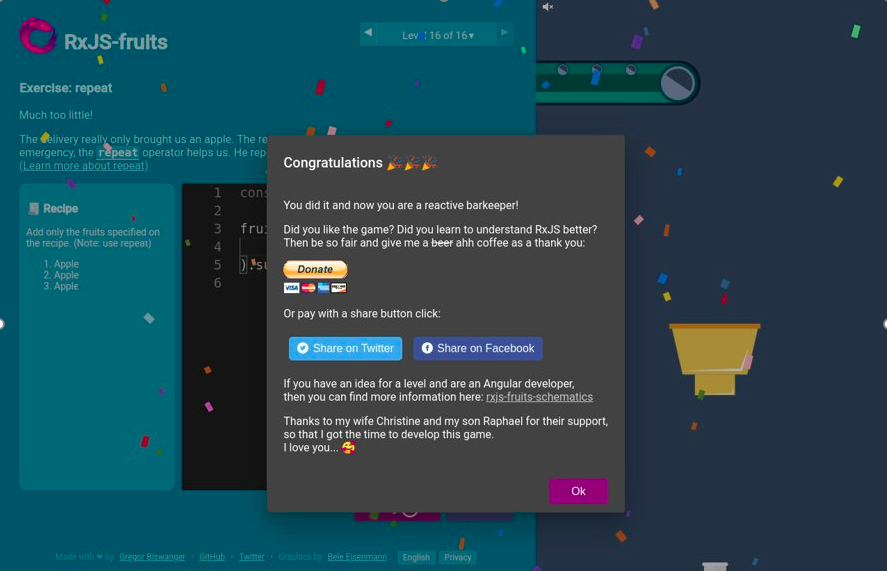 RxJS-fruits
Level 16 of 16 ▾
Exercise: repeat
Much too little!
The delivery really only brought us an apple. The re
emergency, the repeat operator helps us. He rep
(Learn more about repeat)
Recipe
Add only the fruits specified on
the recipe. (Note: use repeat)
1. Apple
2. Apple
3. Apple
1 cons
2
3 frui
4
5 ).su
6
Congratulations 🎉🎉🎉
You did it and now you are a reactive barkeeper!
Did you like the game? Did you learn to understand RxJS better?
Then be so fair and give me a beer ahh coffee as a thank you:
Donate
VISA
Or pay with a share button click:
Share on Twitter
Share on Facebook
If you have an idea for a level and are an Angular developer,
then you can find more information here: rxjs-fruits-schematics
Thanks to my wife Christine and my son Raphael for their support,
so that I got the time to develop this game.
I love you... 🥰
Ok
Made with ❤ by Gregor Biswanger • GitHub • Twitter • Graphics by Bele Eisenmann English Privacy